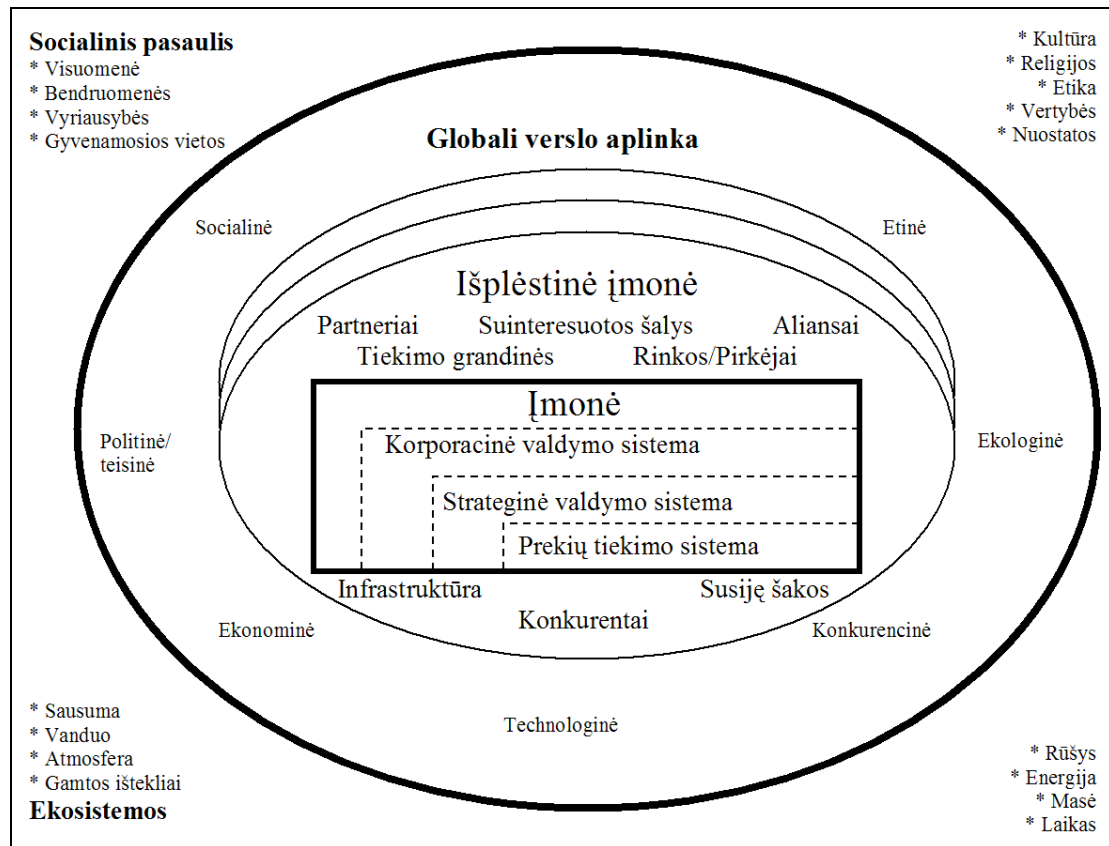 Socialinis pasaulis
* Visuomenė
* Bendruomenės
* Vyriausybės
* Gyvenamosios vietos
* Kultūra
* Religijos
* Etika
* Vertybės
* Nuostatos
Globali verslo aplinka
Socialinė
Etinė
Išplėstinė įmonė
Partneriai
Suinteresuotos šalys
Aliansai
Tiekimo grandinės
Rinkos/Pirkėjai
Įmonė
Korporacinė valdymo sistema
Strateginė valdymo sistema
Prekių tiekimo sistema
Politinė/
teisinė
Ekologinė
Infrastruktūra
Susiję šakos
Konkurentai
Ekonominė
Konkurencinė
Technologinė
* Sausuma
* Vanduo
* Atmosfera
* Gamtos ištekliai
Ekosistemos
* Rūšys
* Energija
* Masė
* Laikas